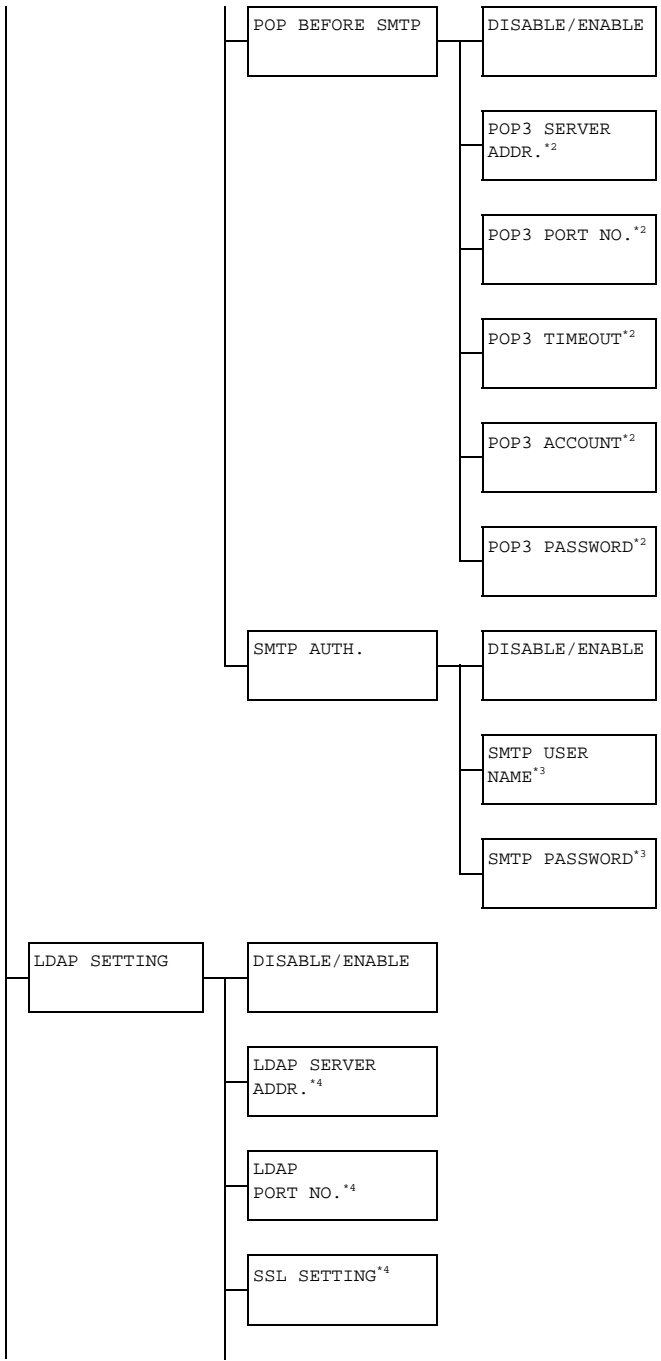 POP BEFORE SMTP
DISABLE/ENABLE
POP3 SERVER
ADDR.*2
POP3 PORT NO.*2
POP3 TIMEOUT*2
POP3 ACCOUNT*2
POP3 PASSWORD*2
SMTP AUTH.
DISABLE/ENABLE
SMTP USER
NAME*3
SMTP PASSWORD*3
LDAP SETTING
DISABLE/ENABLE
LDAP SERVER
ADDR.*4
LDAP
PORT NO.*4
SSL SETTING*4